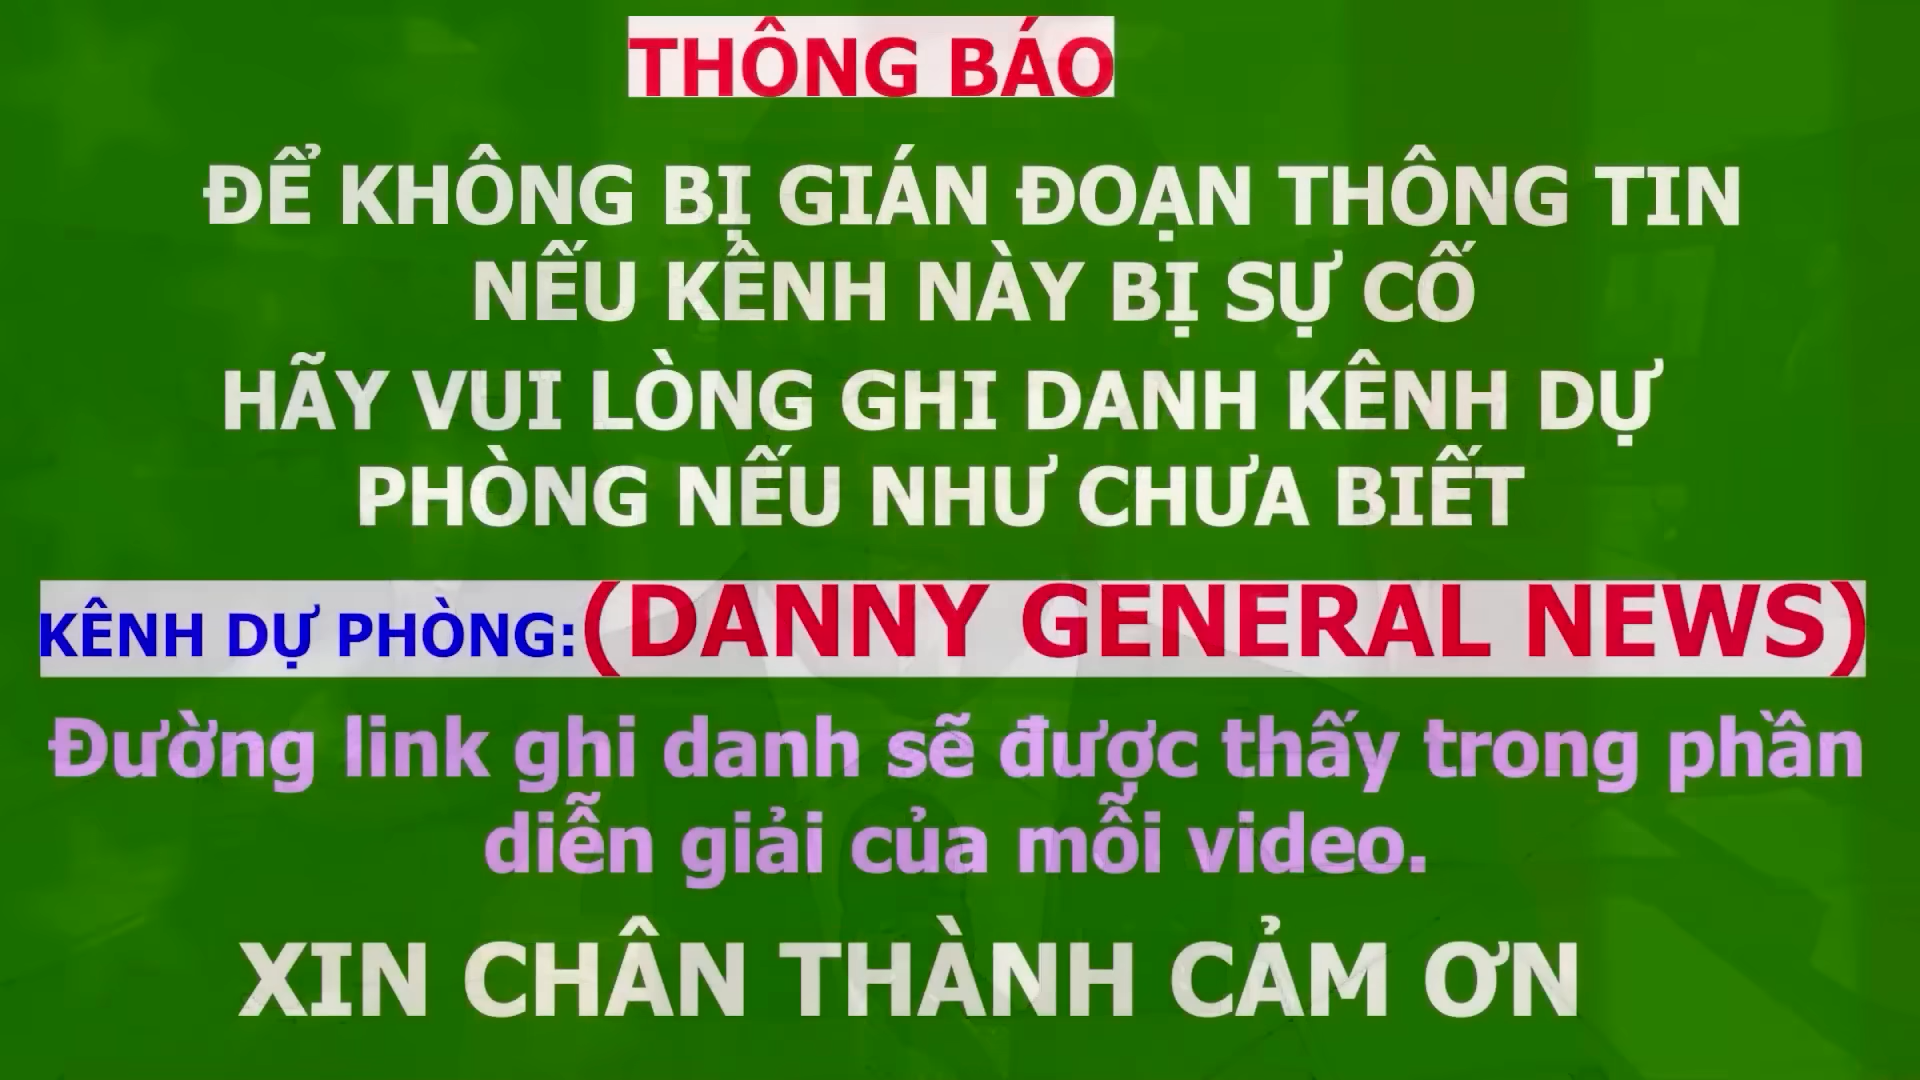 THÔNG BÁO
ĐỂ KHÔNG BỊ GIÁN ĐOẠN THÔNG TIN
NẾU KÊNH NÀY BỊ SỰ CỐ
HÃY VUI LÒNG GHI DANH KÊNH DỰ
PHÒNG NẾU NHƯ CHƯA BIẾT
KÊNH DỰ PHÒNG:(DANNY GENERAL NEWS)
Đường link ghi danh sẽ được thấy trong phần
diễn giải của mỗi video.
XIN CHÂN THÀNH CẢM ƠN